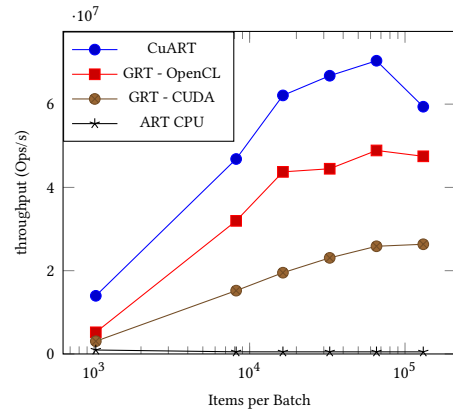 ·10^7
CuART
GRT - OpenCL
GRT - CUDA
ART CPU
6
4
2
0
throughput (Ops/s)
10^3
10^4
10^5
Items per Batch